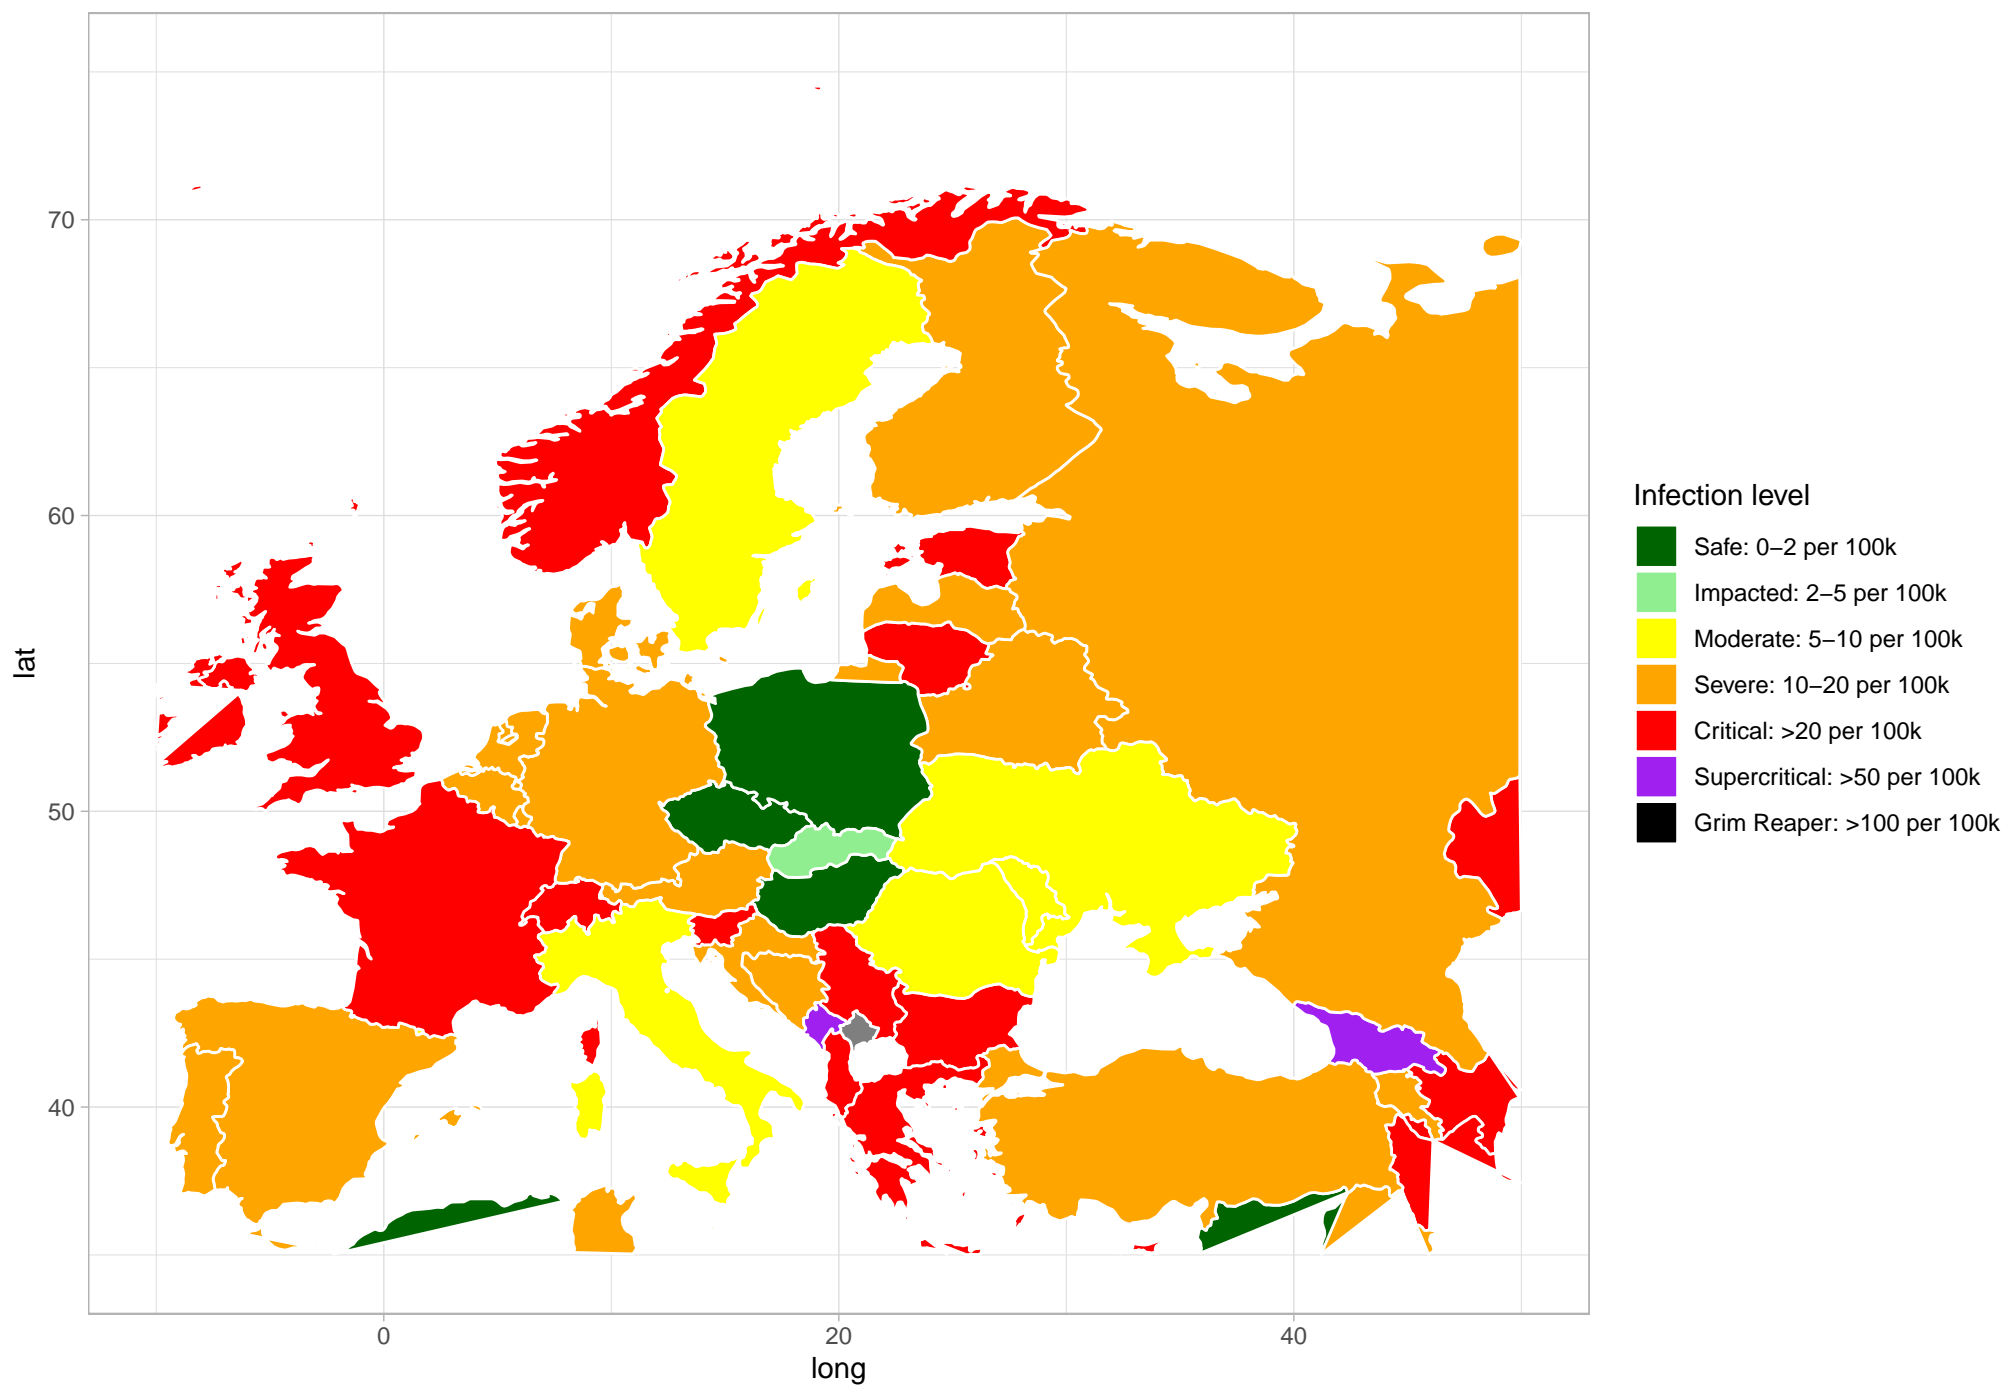 70
60
50
40
lat
0
20
40
long
Infection level
Safe: 0–2 per 100k
Impacted: 2–5 per 100k
Moderate: 5–10 per 100k
Severe: 10–20 per 100k
Critical: >20 per 100k
Supercritical: >50 per 100k
Grim Reaper: >100 per 100k